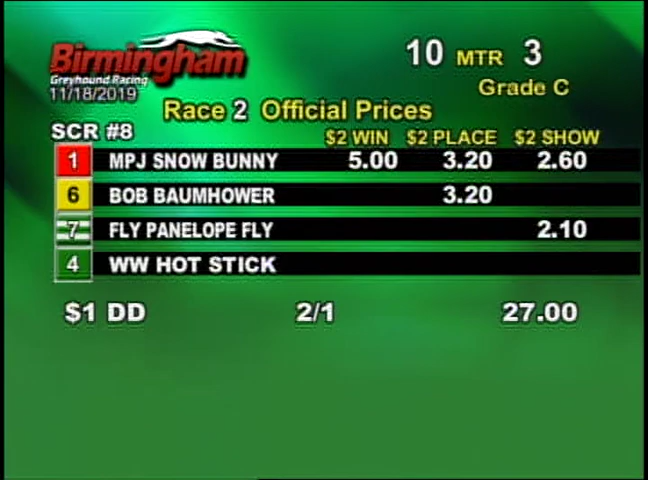 Birmingham
Greyhound Racing
11/18/2019
10 MTR 3
Grade C
Race 2 Official Prices
SCR #8
$2 WIN $2 PLACE $2 SHOW
1 MPJ SNOW BUNNY 5.00 3.20 2.60
6 BOB BAUMHOWER 3.20
7 FLY PANELOPE FLY 2.10
4 WW HOT STICK
$1 DD 2/1 27.00